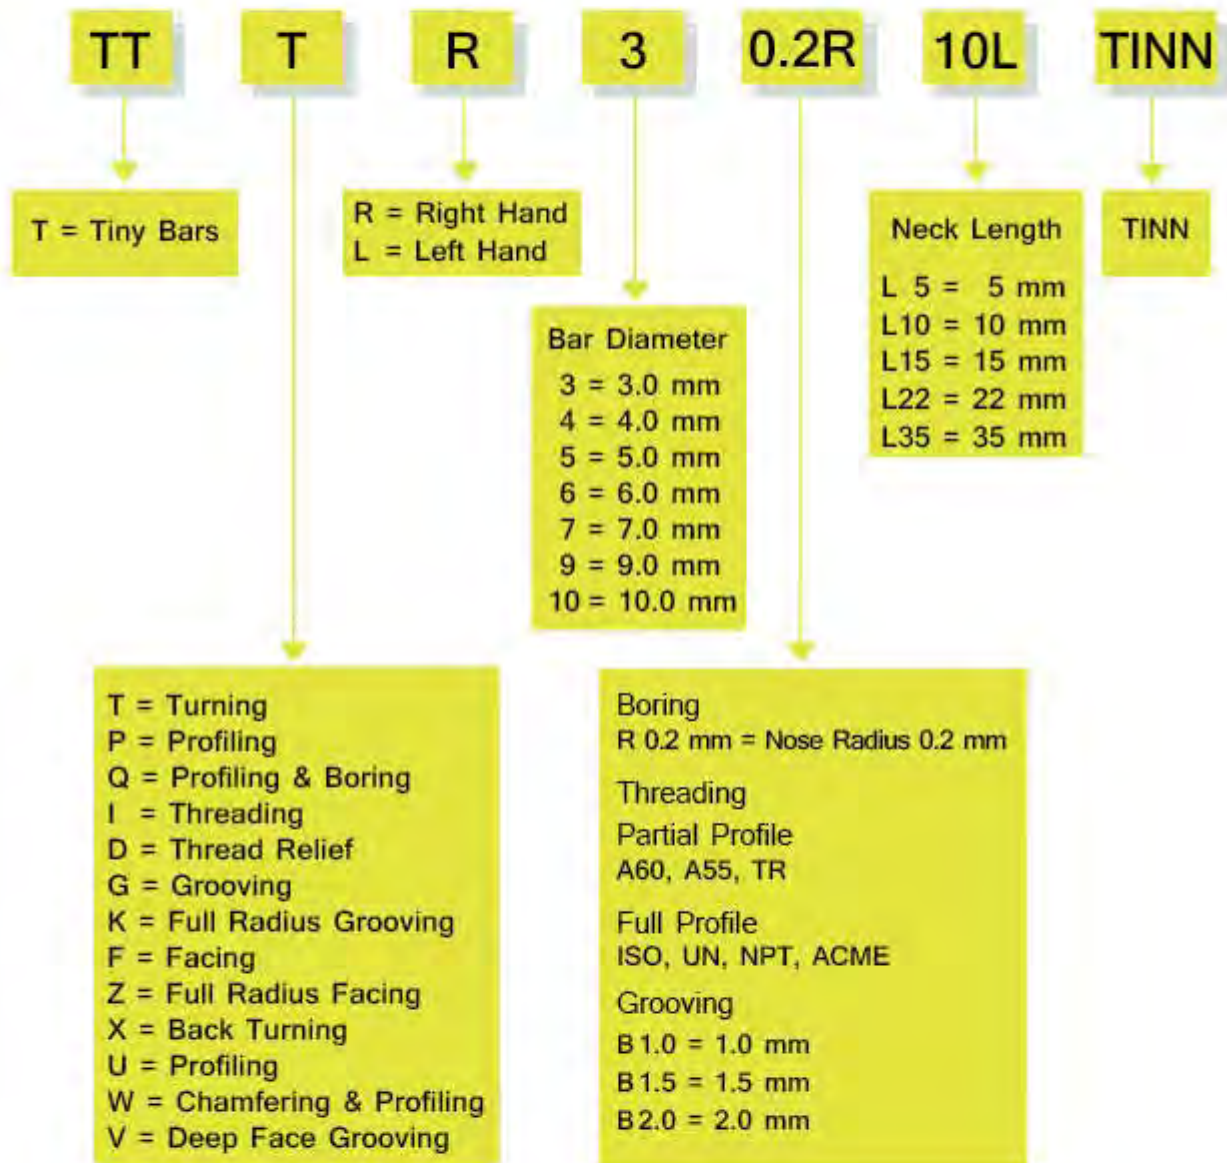 TT T R 3 0.2R 10L TINN
T = Tiny Bars
R = Right Hand
L = Left Hand
Bar Diameter
3 = 3.0 mm
4 = 4.0 mm
5 = 5.0 mm
6 = 6.0 mm
7 = 7.0 mm
9 = 9.0 mm
10 = 10.0 mm
Neck Length
L 5 = 5 mm
L10 = 10 mm
L15 = 15 mm
L22 = 22 mm
L35 = 35 mm
TINN
T = Turning
P = Profiling
Q = Profiling & Boring
I = Threading
D = Thread Relief
G = Grooving
K = Full Radius Grooving
F = Facing
Z = Full Radius Facing
X = Back Turning
U = Profiling
W = Chamfering & Profiling
V = Deep Face Grooving
Boring
R 0.2 mm = Nose Radius 0.2 mm
Threading
Partial Profile
A60, A55, TR
Full Profile
ISO, UN, NPT, ACME
Grooving
B 1.0 = 1.0 mm
B 1.5 = 1.5 mm
B 2.0 = 2.0 mm